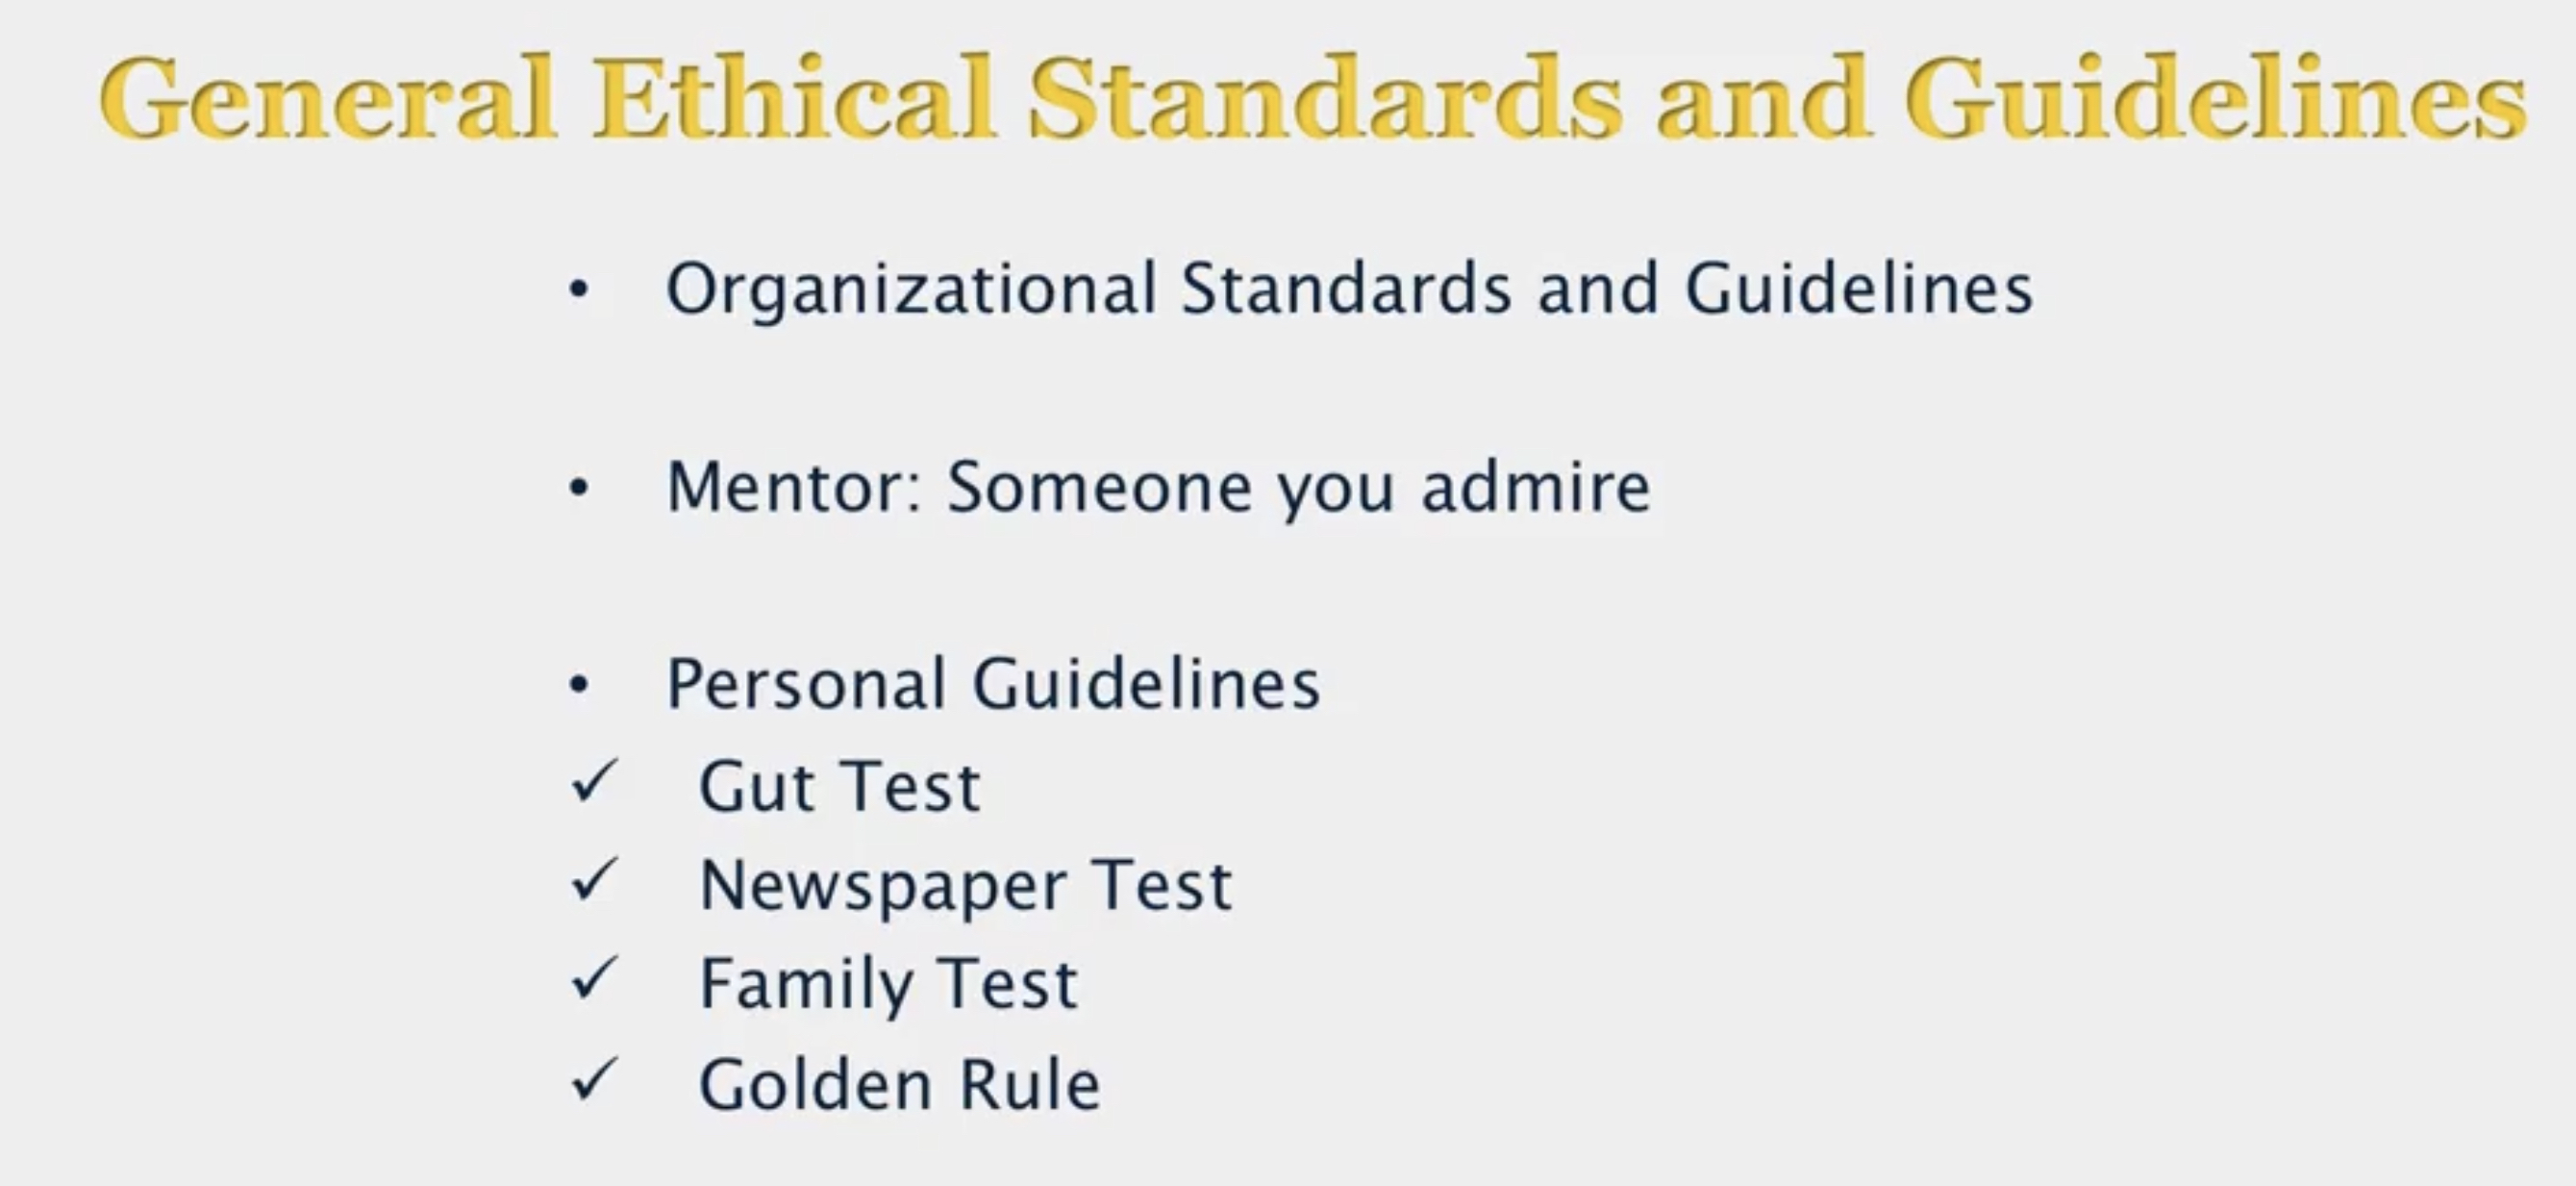 General Ethical Standards and Guidelines
• Organizational Standards and Guidelines
• Mentor: Someone you admire
• Personal Guidelines
✓ Gut Test
✓ Newspaper Test
✓ Family Test
✓ Golden Rule